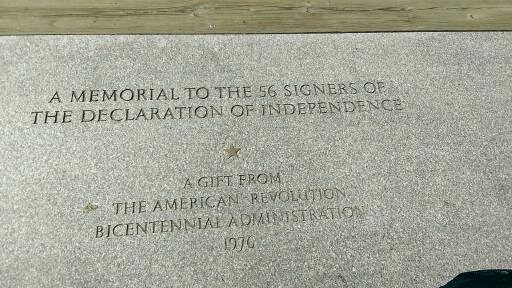 A MEMORIAL TO THE 56 SIGNERS OF
THE DECLARATION OF INDEPENDENCE
A GIFT FROM
THE AMERICAN REVOLUTION
BICENTENNIAL ADMINISTRATION
1976